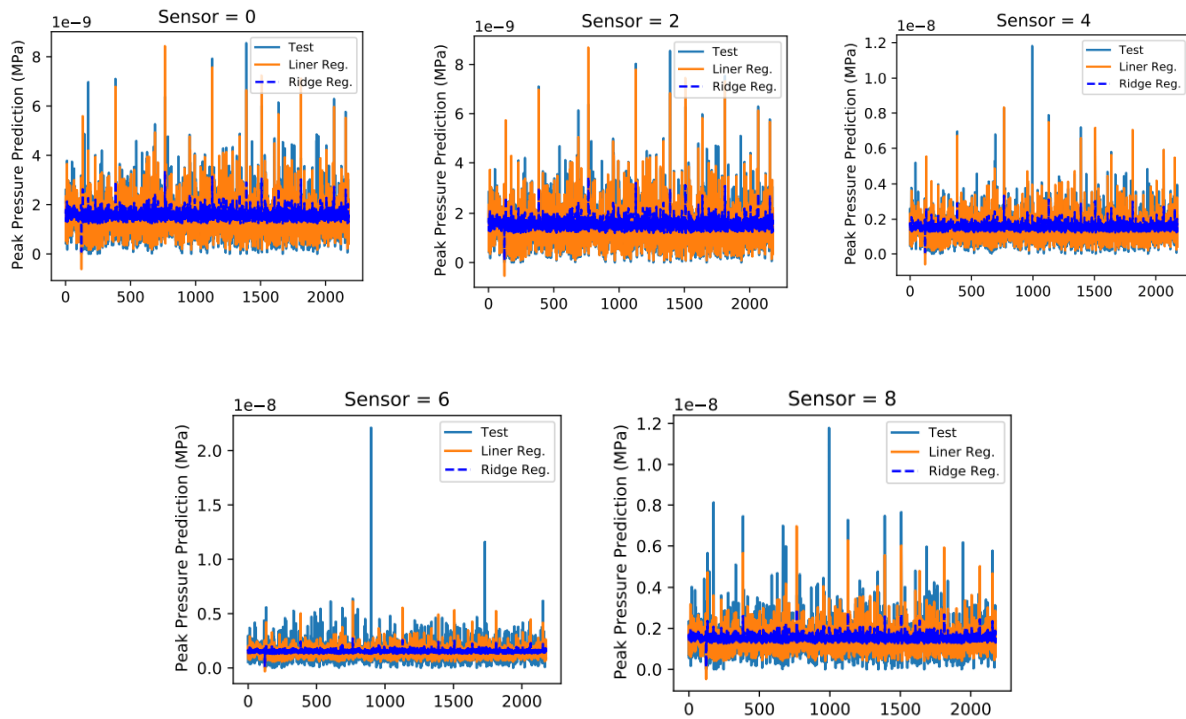 Sensor = 0
1e−9
Peak Pressure Prediction (MPa)
8
6
4
2
0
0 500 1000 1500 2000
Test
Liner Reg.
Ridge Reg.
Sensor = 2
1e−9
Peak Pressure Prediction (MPa)
8
6
4
2
0
0 500 1000 1500 2000
Test
Liner Reg.
Ridge Reg.
Sensor = 4
1e−8
Peak Pressure Prediction (MPa)
1.2
1.0
0.8
0.6
0.4
0.2
0.0
0 500 1000 1500 2000
Test
Liner Reg.
Ridge Reg.
Sensor = 6
1e−8
Peak Pressure Prediction (MPa)
2.0
1.5
1.0
0.5
0.0
0 500 1000 1500 2000
Test
Liner Reg.
Ridge Reg.
Sensor = 8
1e−8
Peak Pressure Prediction (MPa)
1.2
1.0
0.8
0.6
0.4
0.2
0.0
0 500 1000 1500 2000
Test
Liner Reg.
Ridge Reg.